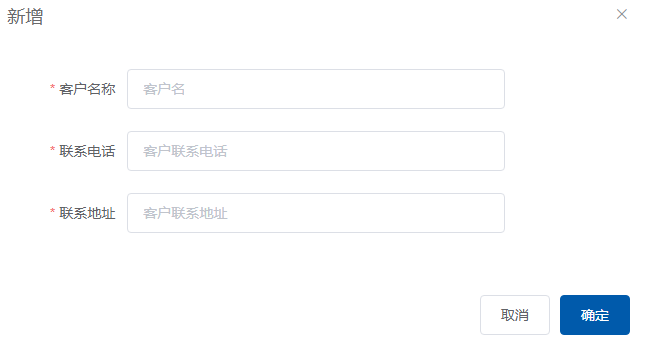 新增
* 客户名称 客户名
* 联系电话 客户联系电话
* 联系地址 客户联系地址
取消 确定